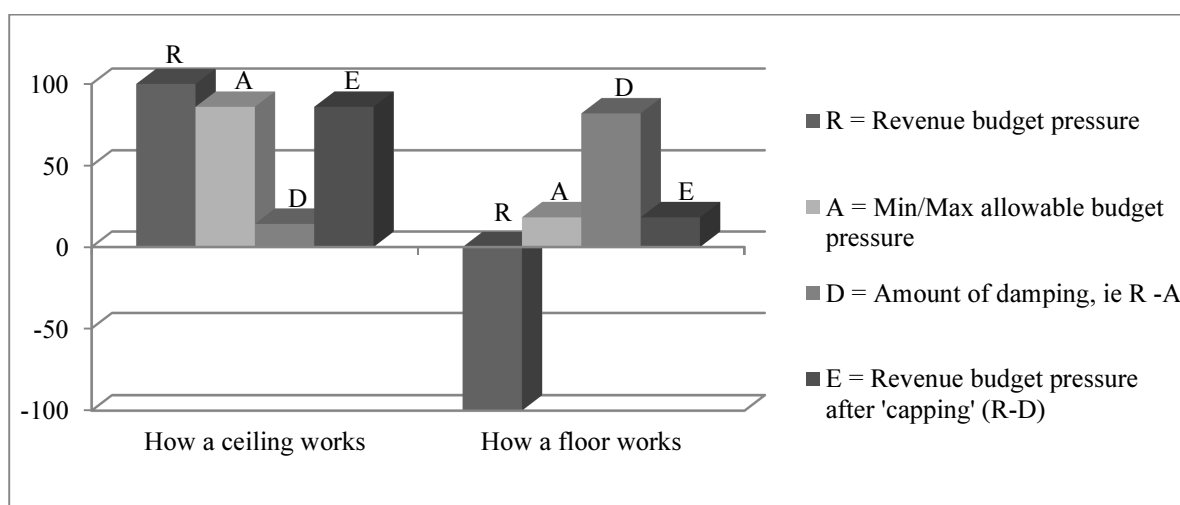 R
A
D
E
R
A
D
E
100
50
0
-50
-100
How a ceiling works
How a floor works
R = Revenue budget pressure
A = Min/Max allowable budget
pressure
D = Amount of damping, ie R -A
E = Revenue budget pressure
after 'capping' (R-D)